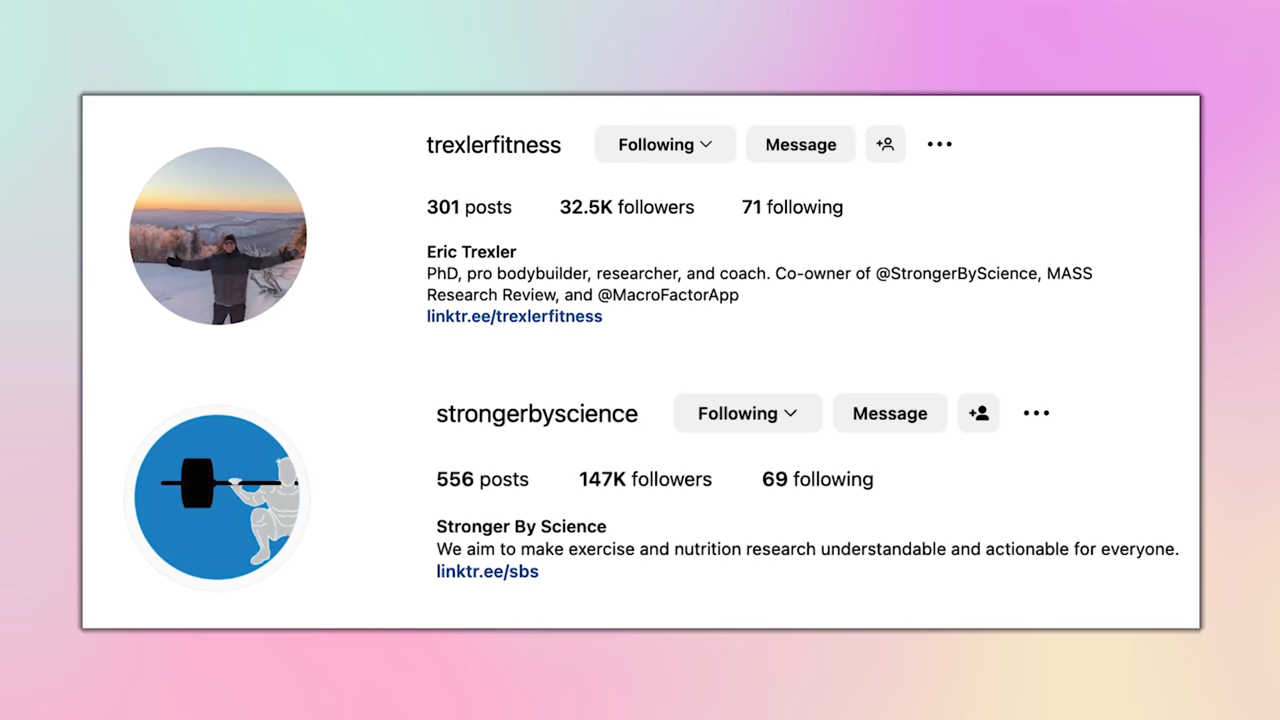 trexlerfitness Following Message
301 posts 32.5K followers 71 following
Eric Trexler
PhD, pro bodybuilder, researcher, and coach. Co-owner of @StrongerByScience, MASS
Research Review, and @MacroFactorApp
linktr.ee/trexlerfitness
strongerbyscience Following Message
556 posts 147K followers 69 following
Stronger By Science
We aim to make exercise and nutrition research understandable and actionable for everyone.
linktr.ee/sbs